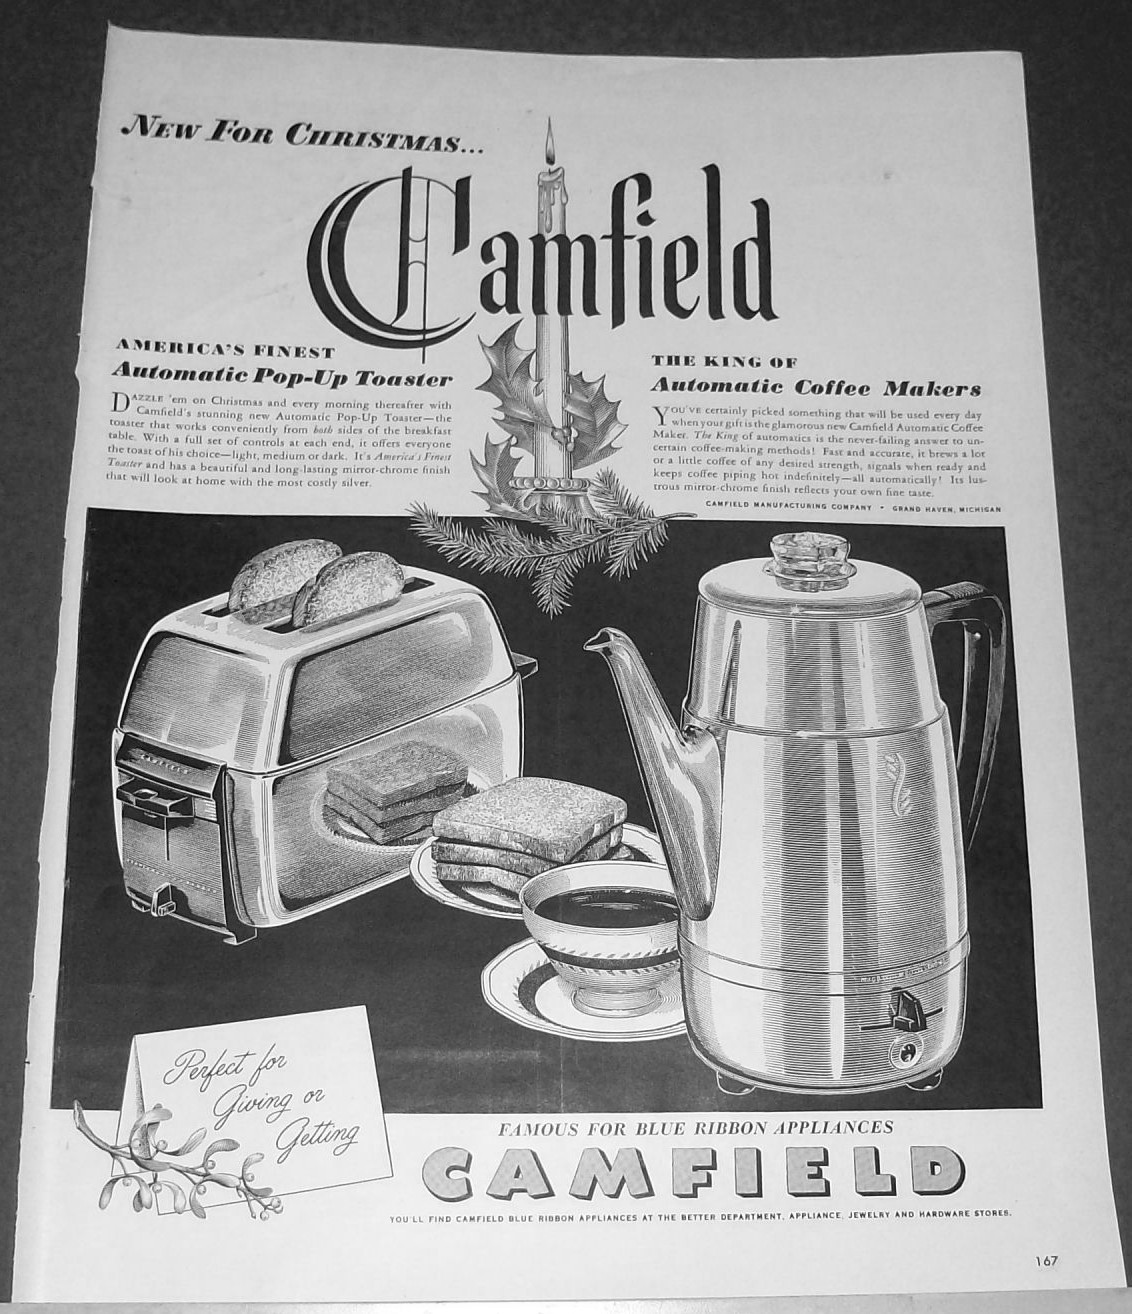 NEW FOR CHRISTMAS...
Camfield
AMERICA'S FINEST
Automatic Pop-Up Toaster
DAZZLE 'em on Christmas and every morning thereafter with
Camfield's stunning new Automatic Pop-Up Toaster—the
toaster that works conveniently from both sides of the breakfast
table. With a full set of controls at each end, it offers everyone
the toast of his choice—light, medium or dark. It's America's Finest
Toaster and has a beautiful and long-lasting mirror-chrome finish
that will look at home with the most costly silver.
THE KING OF
Automatic Coffee Makers
YOU'VE certainly picked something that will be used every day
when your gift is the glamorous new Camfield Automatic Coffee
Maker. The King of automatics is the never-failing answer to un-
certain coffee-making methods! Fast and accurate, it brews a lot
or a little coffee of any desired strength, signals when ready and
keeps coffee piping hot indefinitely—all automatically! Its lus-
trous mirror-chrome finish reflects your own fine taste.
CAMFIELD MANUFACTURING COMPANY • GRAND HAVEN, MICHIGAN
CAMFIELD
Perfect for
Giving or
Getting
FAMOUS FOR BLUE RIBBON APPLIANCES
CAMFIELD
YOU'LL FIND CAMFIELD BLUE RIBBON APPLIANCES AT THE BETTER DEPARTMENT, APPLIANCE, JEWELRY AND HARDWARE STORES.
167